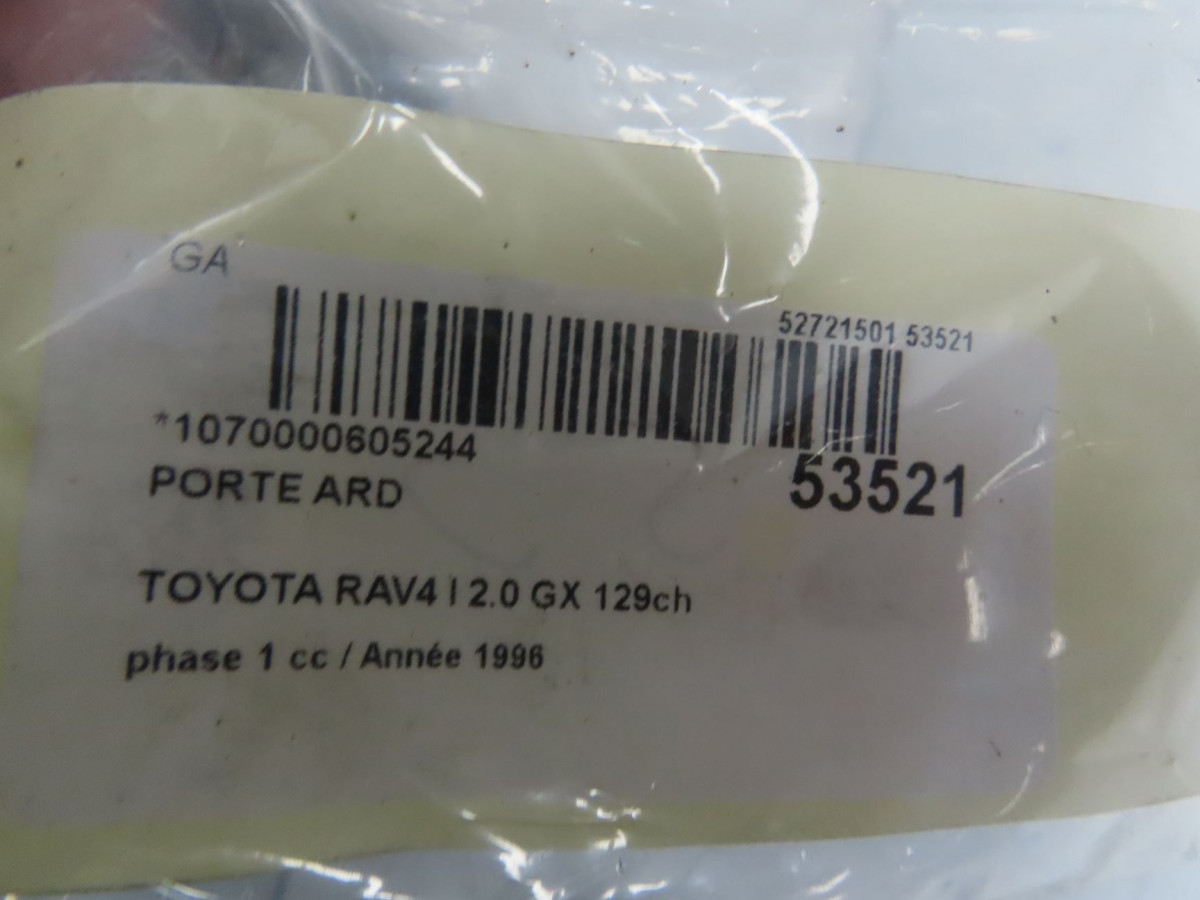 GA
52721501 53521
*1070000605244
53521
PORTE ARD
TOYOTA RAV4 I 2.0 GX 129ch
phase 1 cc / Année 1996